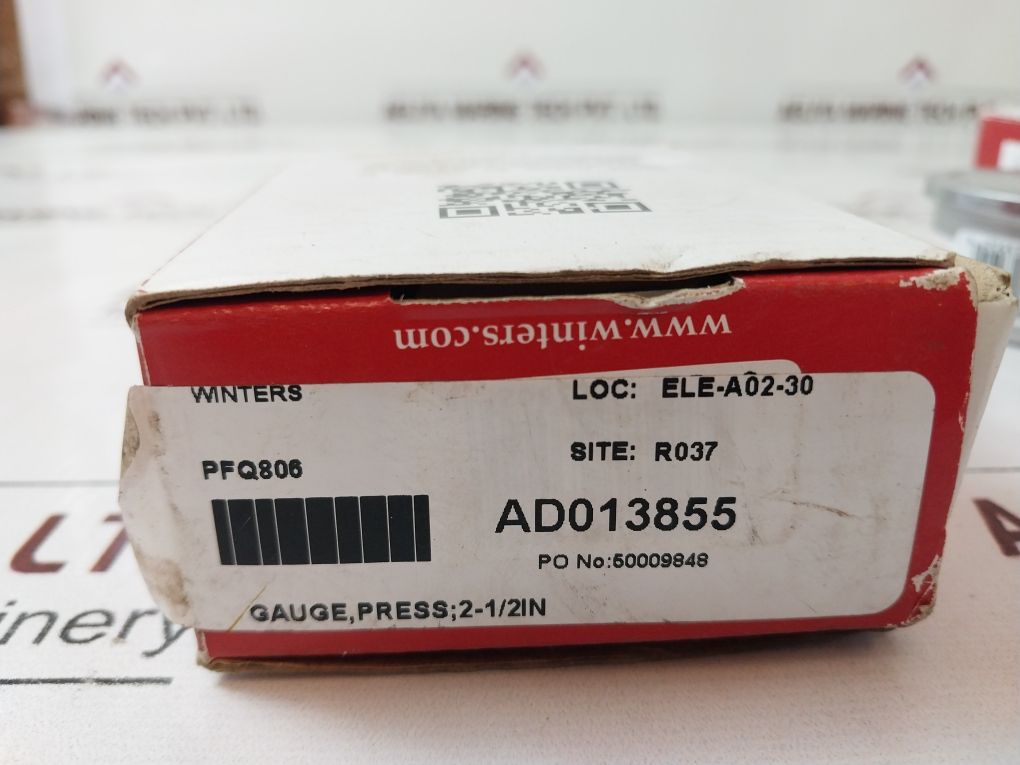 www.winters.com
WINTERS
LOC: ELE-A02-30
SITE: R037
PFQ806
AD013855
PO No:50009848
GAUGE,PRESS;2-1/2IN
inery